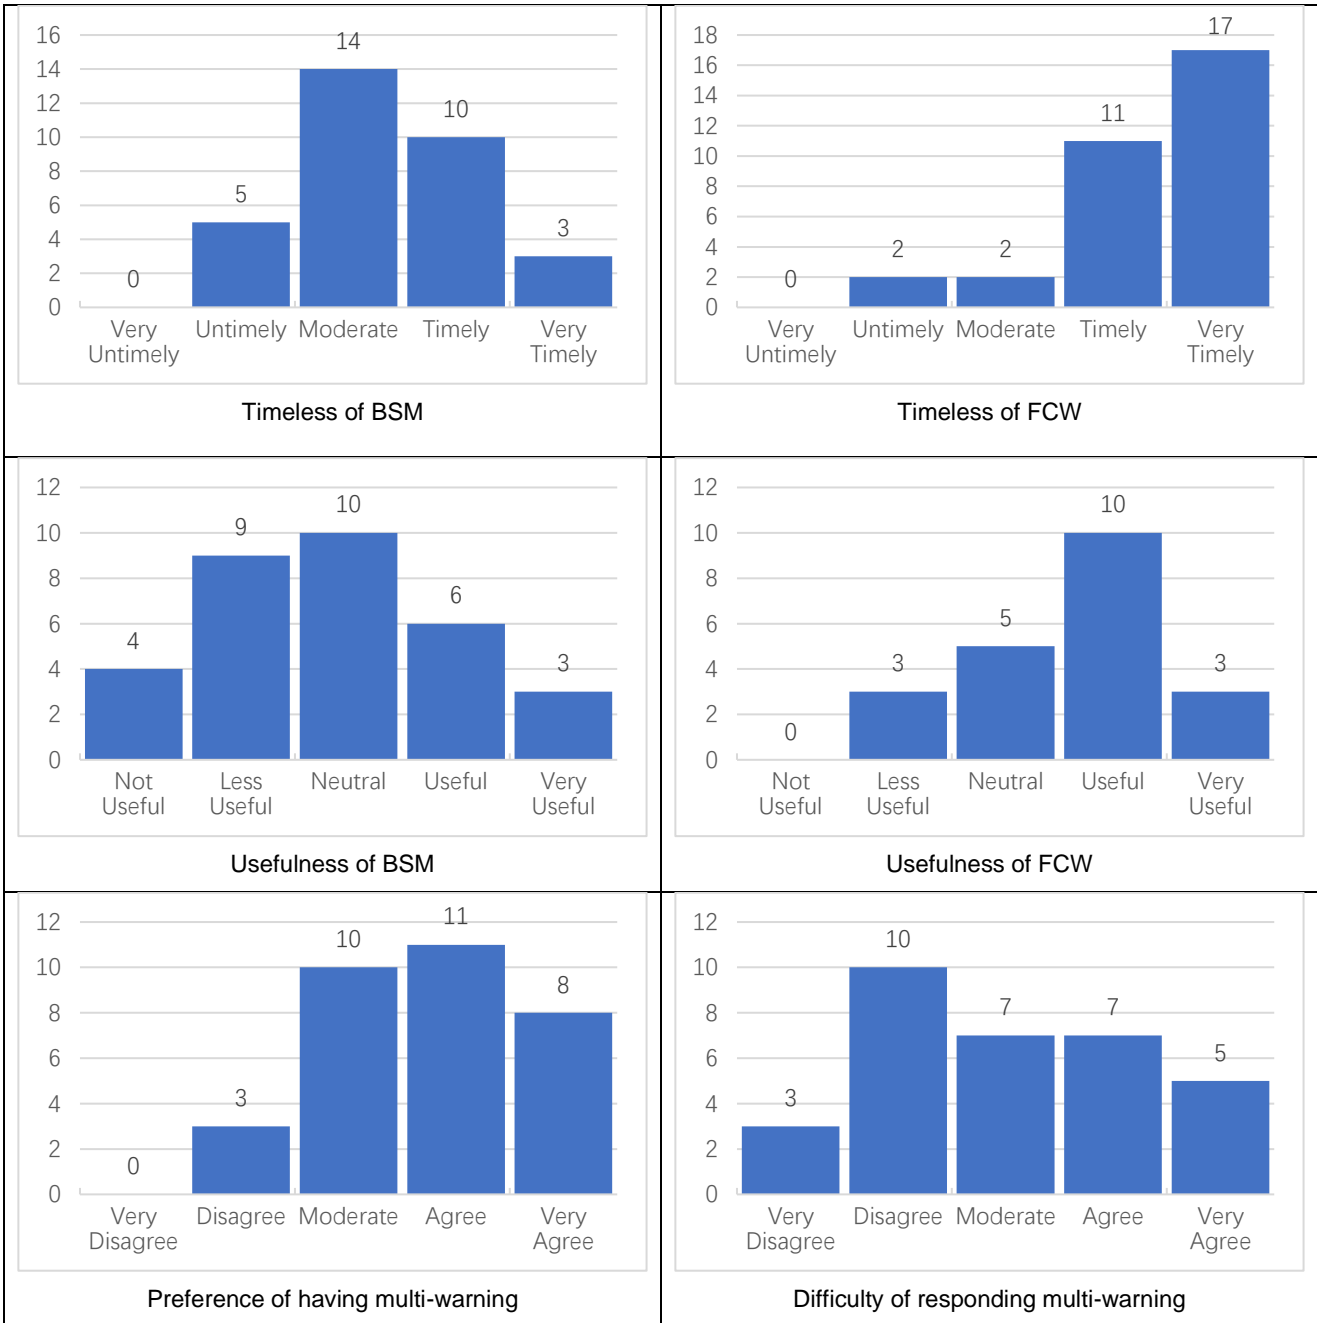 16
14
12
10
8
6
4
2
0
0
5
14
10
3
Very Untimely
Untimely
Moderate
Timely
Very Timely
Timeless of BSM
18
16
14
12
10
8
6
4
2
0
0
2
2
11
17
Very Untimely
Untimely
Moderate
Timely
Very Timely
Timeless of FCW
12
10
8
6
4
2
0
4
9
10
6
3
Not Useful
Less Useful
Neutral
Useful
Very Useful
Usefulness of BSM
12
10
8
6
4
2
0
0
3
5
10
3
Not Useful
Less Useful
Neutral
Useful
Very Useful
Usefulness of FCW
12
10
8
6
4
2
0
0
3
10
11
8
Very Disagree
Disagree
Moderate
Agree
Very Agree
Preference of having multi-warning
12
10
8
6
4
2
0
3
10
7
7
5
Very Disagree
Disagree
Moderate
Agree
Very Agree
Difficulty of responding multi-warning